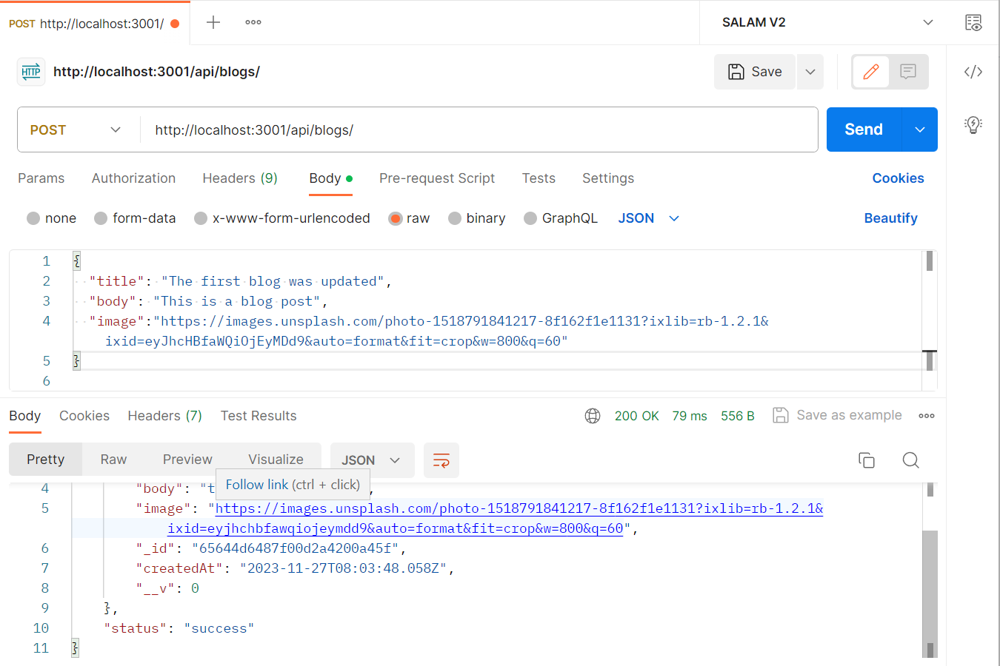 POST http://localhost:3001/
SALAM V2
HTTP http://localhost:3001/api/blogs/
Save
POST http://localhost:3001/api/blogs/
Send
Params Authorization Headers (9) Body Pre-request Script Tests Settings Cookies
none form-data x-www-form-urlencoded raw binary GraphQL JSON Beautify
1 {
2 "title": "The first blog was updated",
3 "body": "This is a blog post",
4 "image":"https://images.unsplash.com/photo-1518791841217-8f162f1e1131?ixlib=rb-1.2.1&
ixid=eyJhcHBfaWQiOjEyMDd9&auto=format&fit=crop&w=800&q=60"
5 }
6
Body Cookies Headers (7) Test Results 200 OK 79 ms 556 B Save as example
Pretty Raw Preview Visualize JSON
Follow link (ctrl + click)
4 "body": "t ,
5 "image": "https://images.unsplash.com/photo-1518791841217-8f162f1e1131?ixlib=rb-1.2.1&
ixid=eyjhchbfawqiojeymdd9&auto=format&fit=crop&w=800&q=60",
6 "_id": "65644d6487f00d2a4200a45f",
7 "createdAt": "2023-11-27T08:03:48.058Z",
8 "__v": 0
9 },
10 "status": "success"
11 }